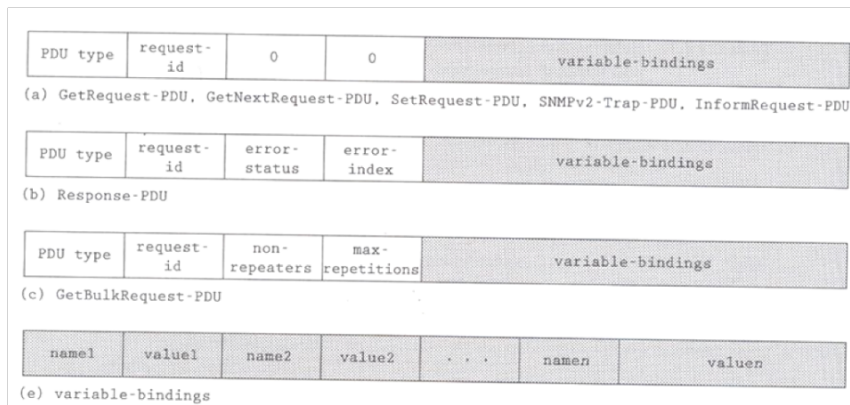 PDU type request-id 0 0 variable-bindings
(a) GetRequest-PDU, GetNextRequest-PDU, SetRequest-PDU, SNMPv2-Trap-PDU, InformRequest-PDU
PDU type request-id error-status error-index variable-bindings
(b) Response-PDU
PDU type request-id non-repeaters max-repetitions variable-bindings
(c) GetBulkRequest-PDU
name1 value1 name2 value2 . . . namen valuen
(e) variable-bindings